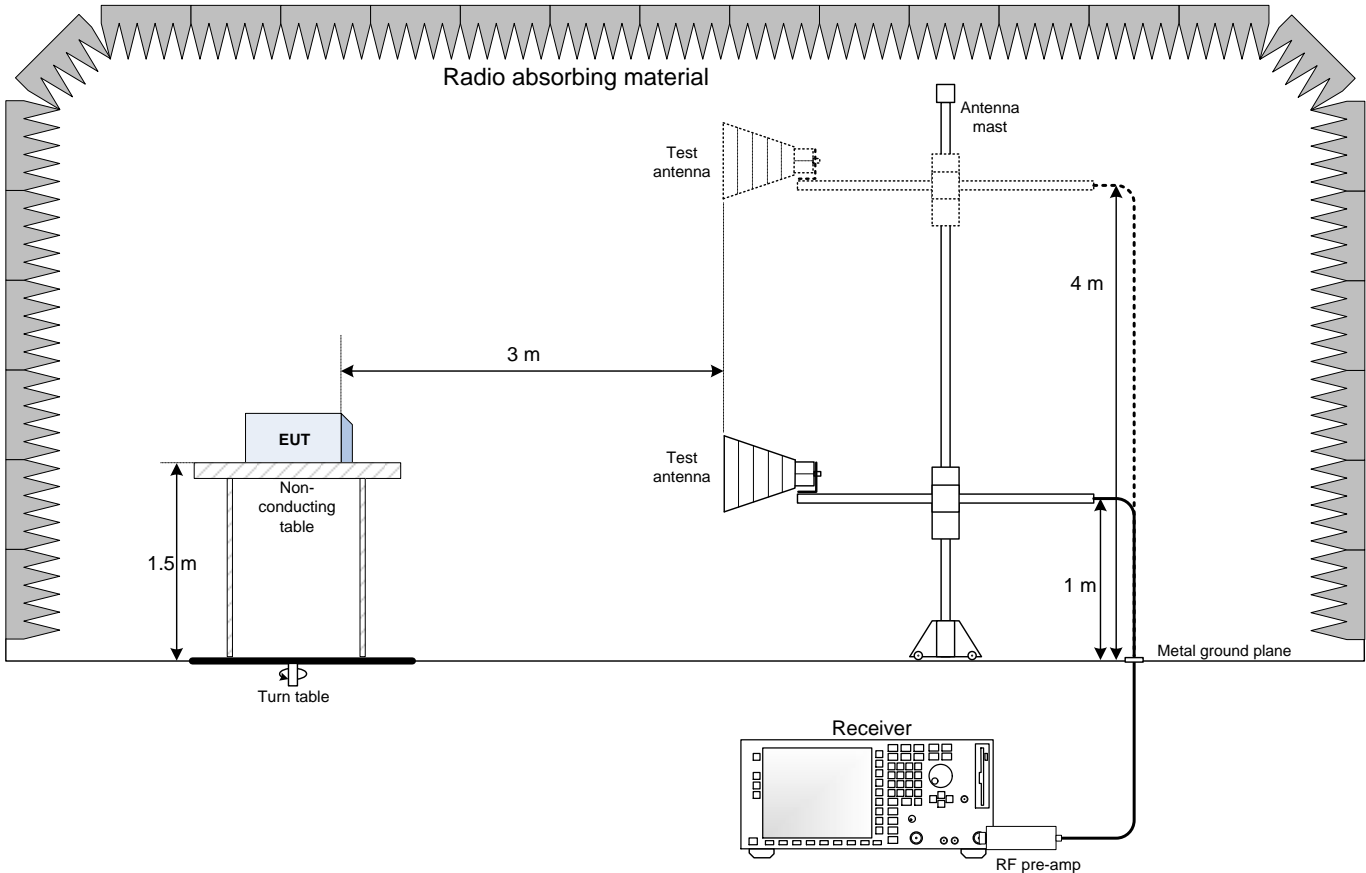 Radio absorbing material
Antenna
mast
Test
antenna
4 m
3 m
EUT
Test
antenna
Non-
conducting
table
1.5 m
1 m
Metal ground plane
Turn table
Receiver
RF pre-amp